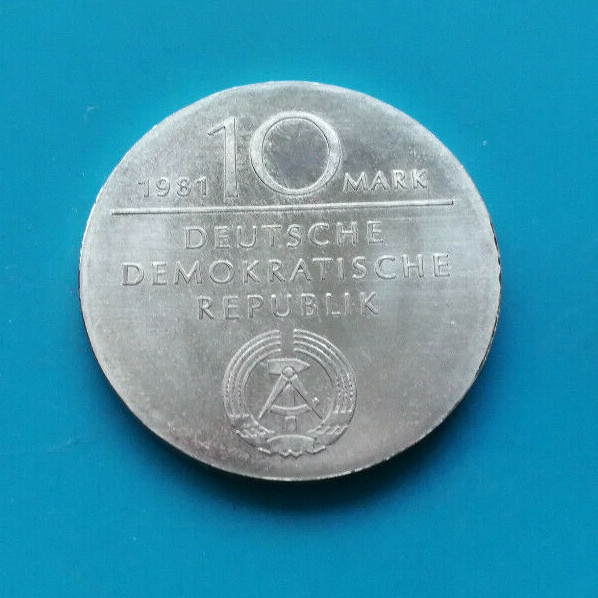 1981 10 MARK
DEUTSCHE
DEMOKRATISCHE
REPUBLIK